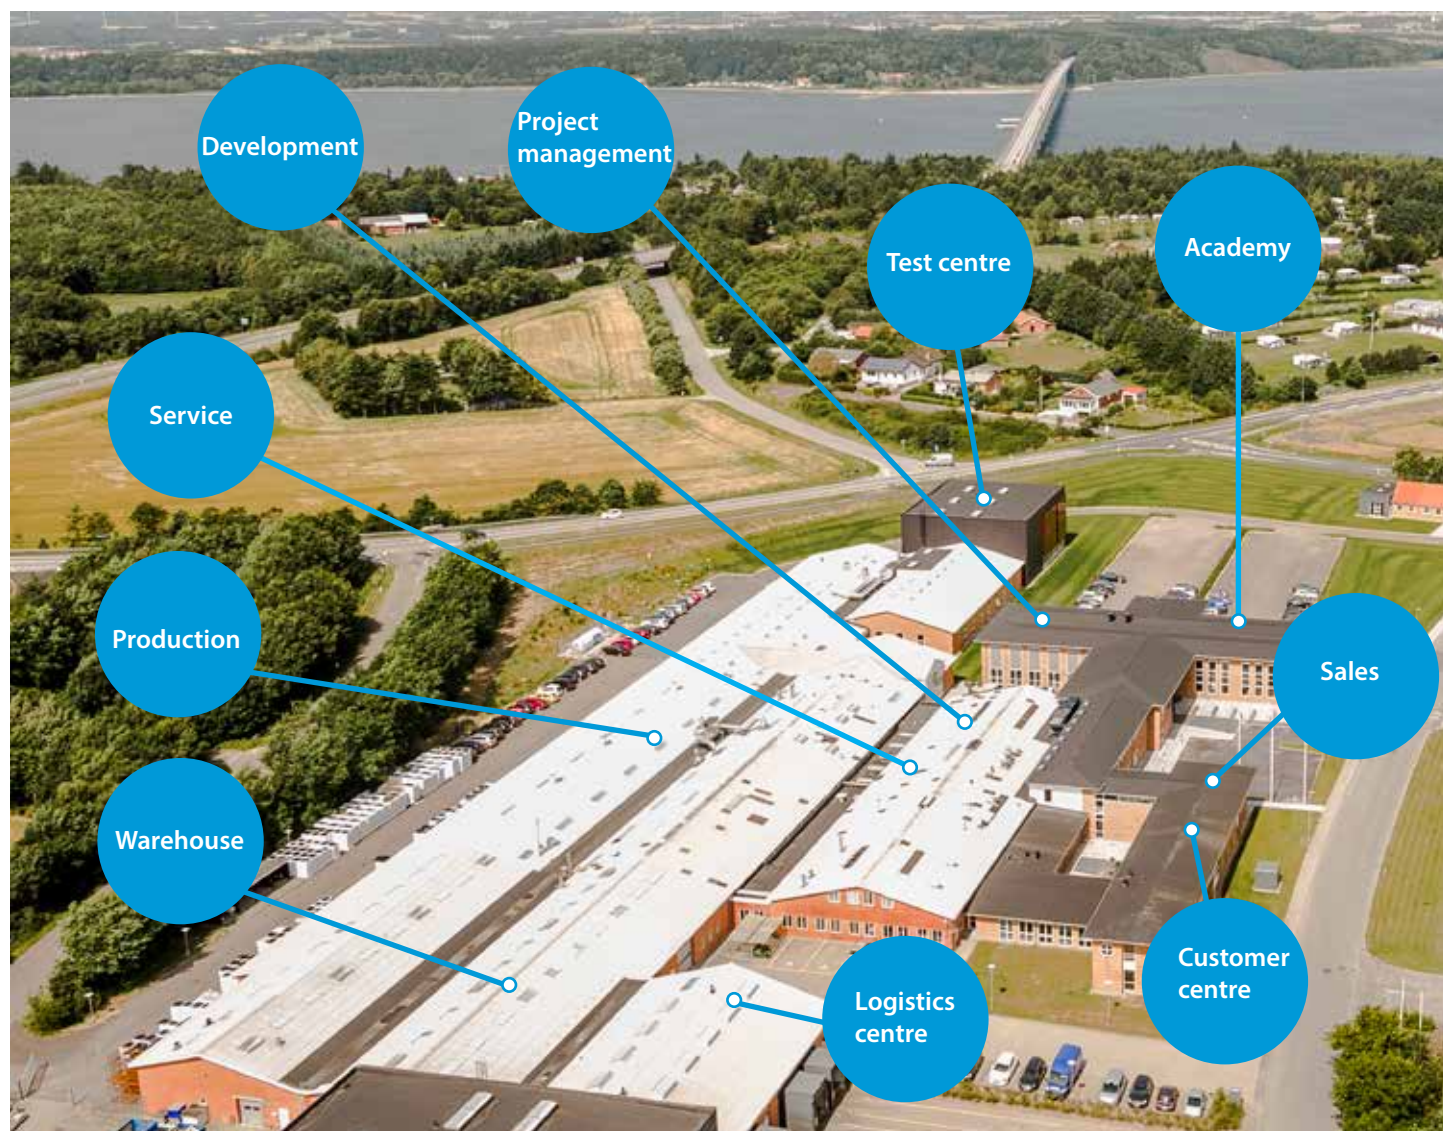 Development
Project
management
Test centre
Academy
Service
Production
Sales
Warehouse
Customer
centre
Logistics
centre